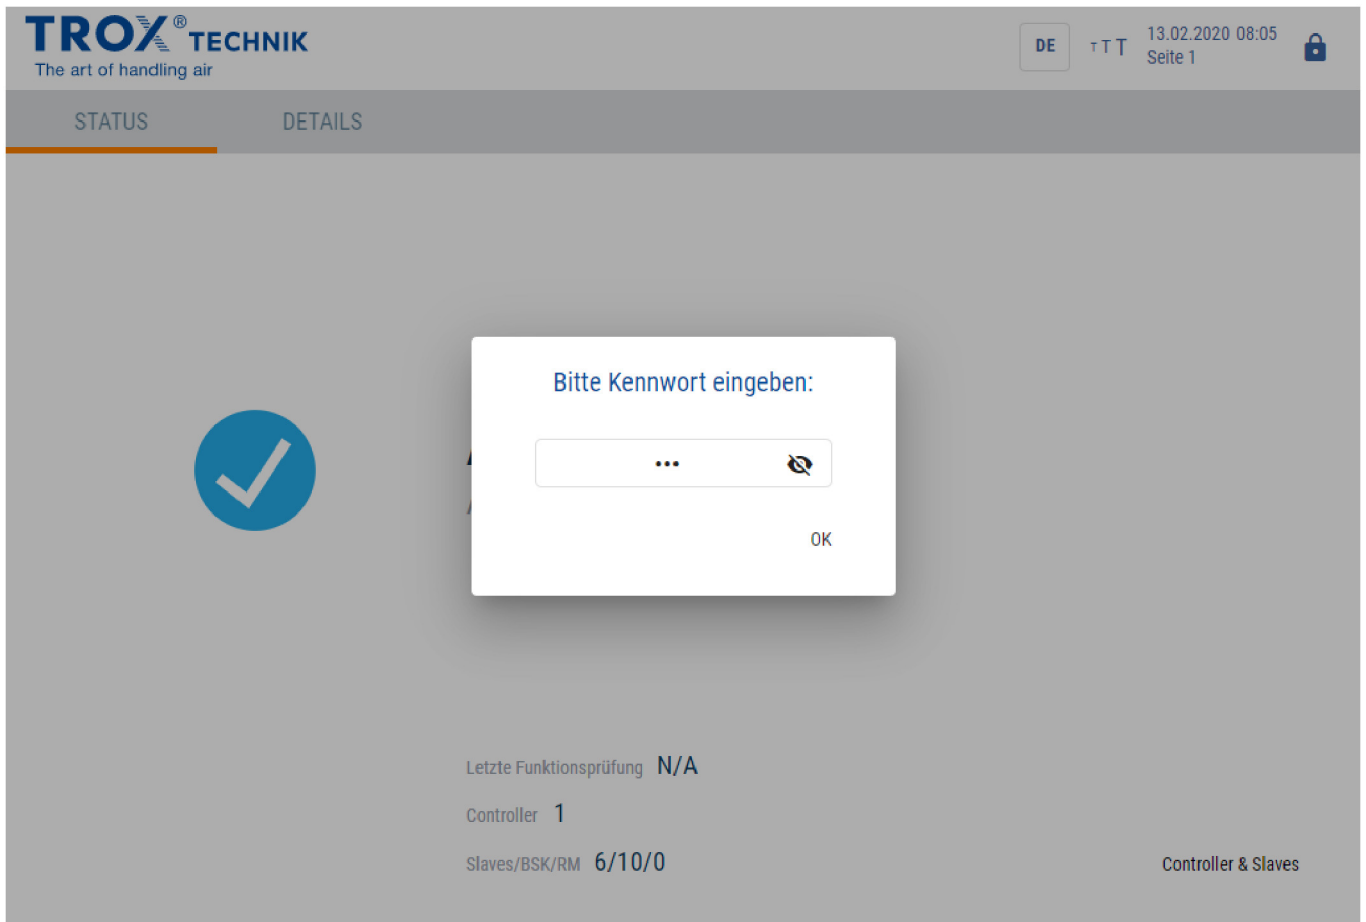 TROX® TECHNIK
The art of handling air
DE
T T T
13.02.2020 08:05
Seite 1
STATUS
DETAILS
Bitte Kennwort eingeben:
•••
OK
Letzte Funktionsprüfung N/A
Controller 1
Slaves/BSK/RM 6/10/0
Controller & Slaves